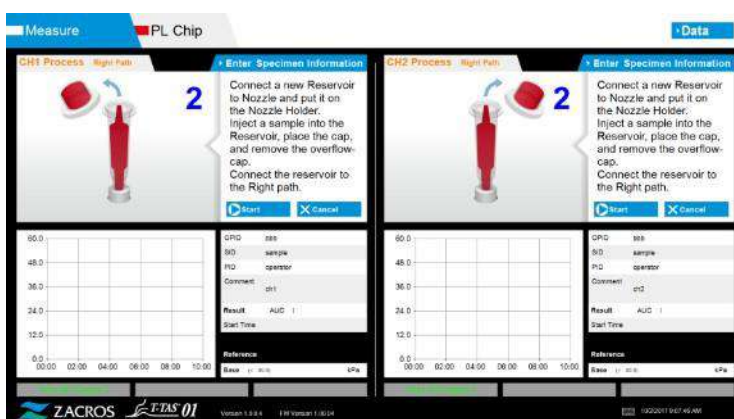 Measure
PL Chip
Data
CH1 Process Right Path
Enter Specimen Information
2
Connect a new Reservoir
to Nozzle and put it on
the Nozzle Holder.
Inject a sample into the
Reservoir, place the cap,
and remove the overflow-
cap.
Connect the reservoir to
the Right path.
Start
Cancel
60.0
48.0
36.0
24.0
12.0
0.0
00:00 02:00 04:00 06:00 08:00 10:00
OPID
SID sample
PID operator
Comment
ch1
Result AUC :
Start Time
Reference
Base kPa
CH2 Process Right Path
Enter Specimen Information
2
Connect a new Reservoir
to Nozzle and put it on
the Nozzle Holder.
Inject a sample into the
Reservoir, place the cap,
and remove the overflow-
cap.
Connect the reservoir to
the Right path.
Start
Cancel
60.0
48.0
36.0
24.0
12.0
0.0
00:00 02:00 04:00 06:00 08:00 10:00
OPID
SID sample
PID operator
Comment
ch2
Result AUC :
Start Time
Reference
Base kPa
ZACROS T-TAS 01